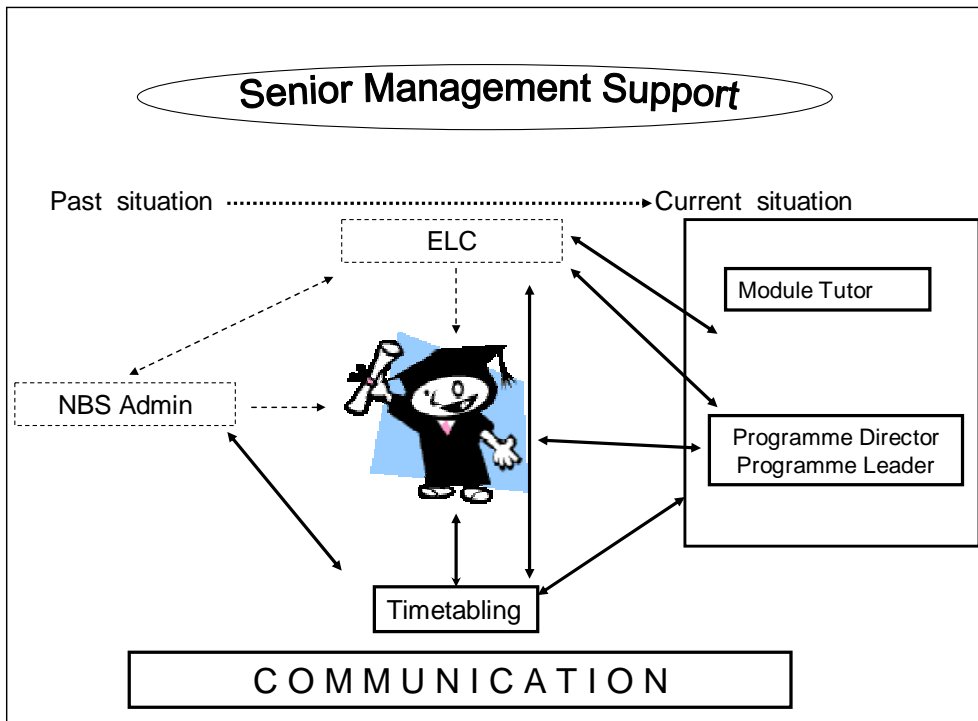 Senior Management Support
Past situation
Current situation
ELC
Module Tutor
NBS Admin
Programme Director
Programme Leader
Timetabling
COMMUNICATION